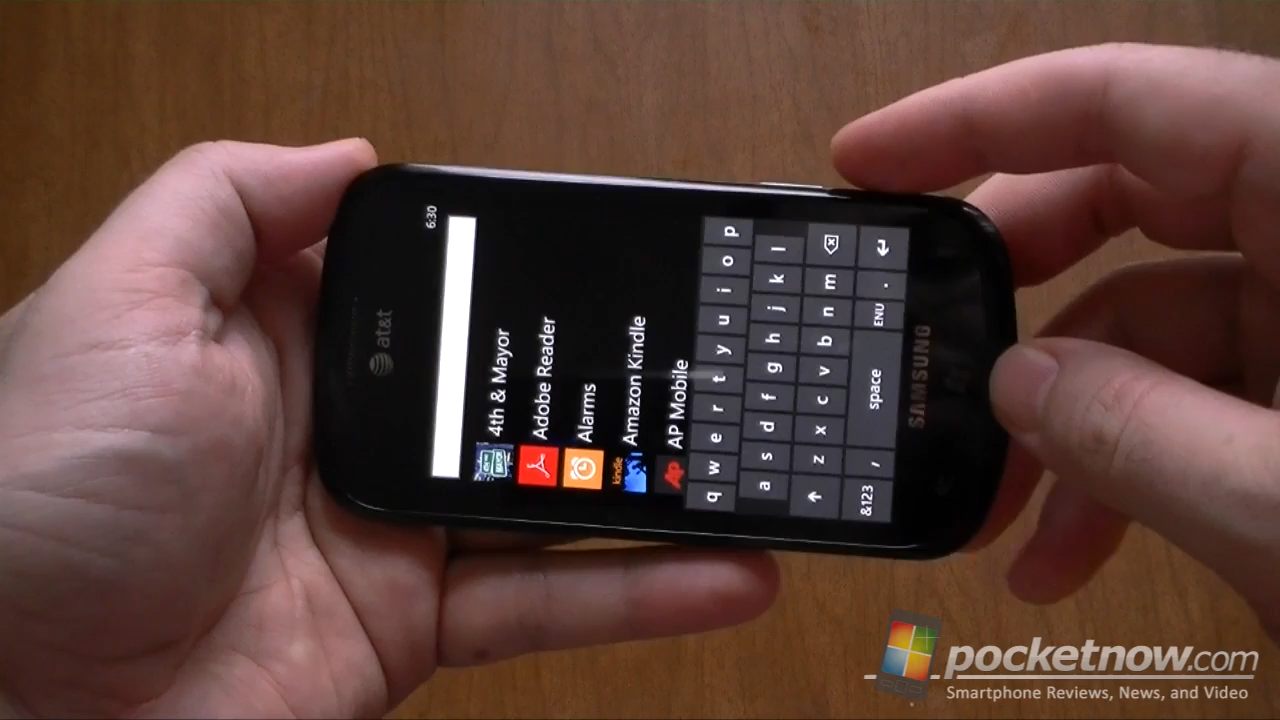 at&t
6:30
4th & Mayor
Adobe Reader
Alarms
kindle
Amazon Kindle
Ap
AP Mobile
q w e r t y u i o p
a s d f g h j k l
z x c v b n m
&123 , space ENU .
SAMSUNG
pocketnow.com
Smartphone Reviews, News, and Video